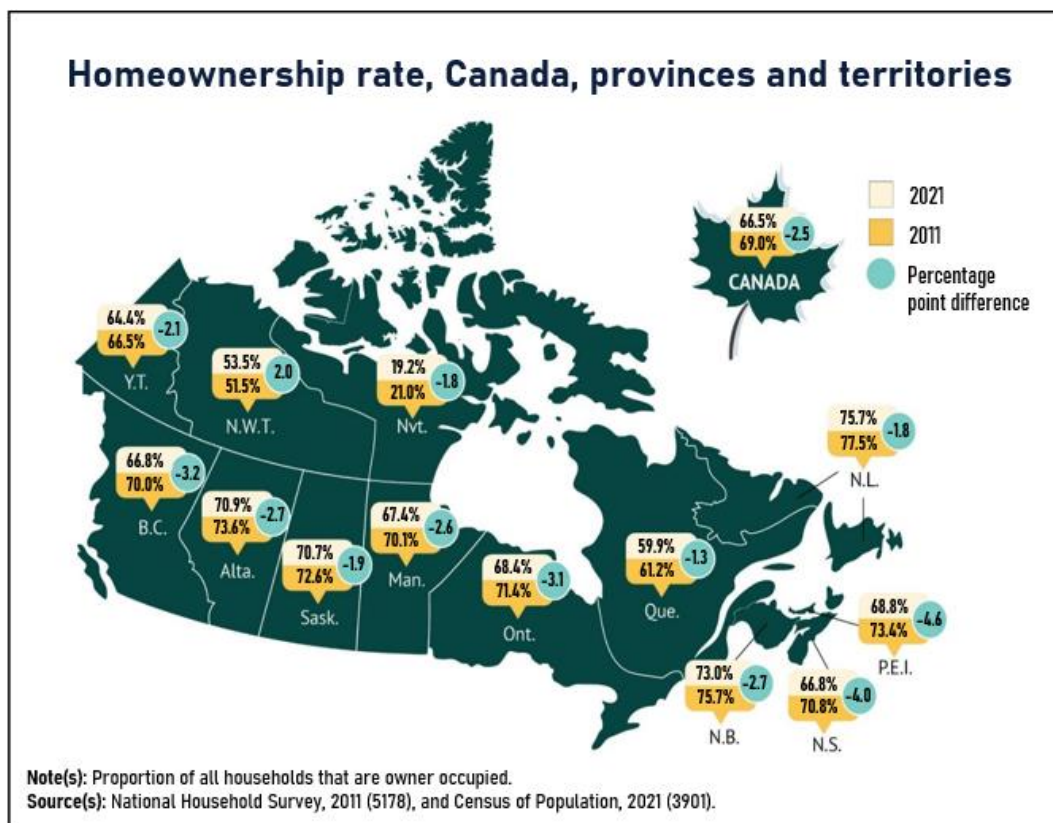 Homeownership rate, Canada, provinces and territories
66.5%
69.0%
-2.5
CANADA
2021
2011
Percentage
point difference
64.4%
66.5%
-2.1
Y.T.
53.5%
51.5%
2.0
N.W.T.
19.2%
21.0%
-1.8
Nvt.
75.7%
77.5%
-1.8
N.L.
66.8%
70.0%
-3.2
B.C.
70.9%
73.6%
-2.7
Alta.
70.7%
72.6%
-1.9
Sask.
67.4%
70.1%
-2.6
Man.
68.4%
71.4%
-3.1
Ont.
59.9%
61.2%
-1.3
Que.
68.8%
73.4%
-4.6
P.E.I.
73.0%
75.7%
-2.7
N.B.
66.8%
70.8%
-4.0
N.S.
Note(s): Proportion of all households that are owner occupied.
Source(s): National Household Survey, 2011 (5178), and Census of Population, 2021 (3901).